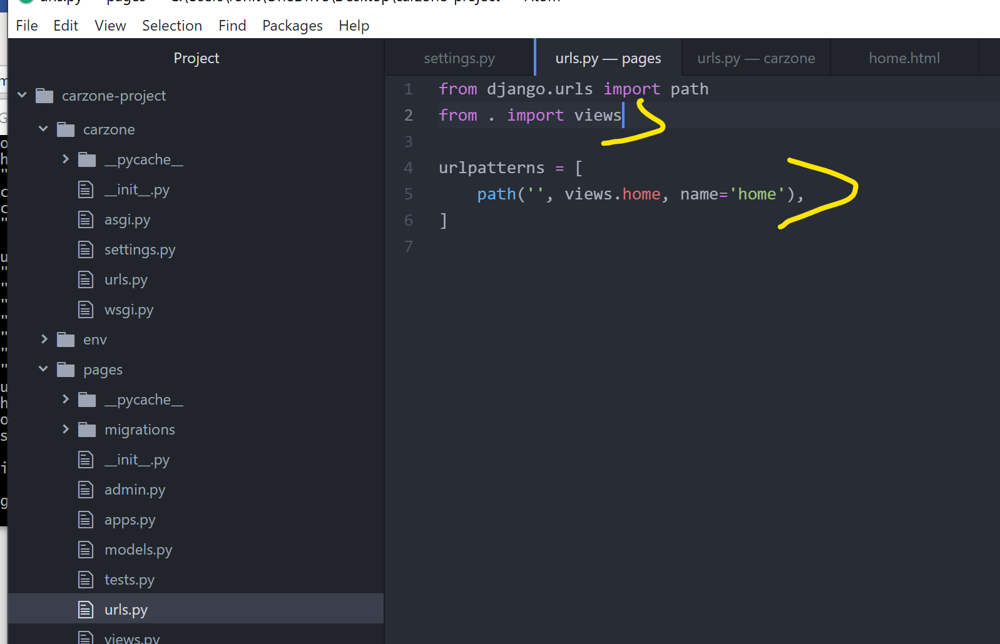 File Edit View Selection Find Packages Help
Project
carzone-project
carzone
__pycache__
__init__.py
asgi.py
settings.py
urls.py
wsgi.py
env
pages
__pycache__
migrations
__init__.py
admin.py
apps.py
models.py
tests.py
urls.py
views.py
settings.py urls.py — pages urls.py — carzone home.html
1 from django.urls import path
2 from . import views
3
4 urlpatterns = [
5 path('', views.home, name='home'),
6 ]
7